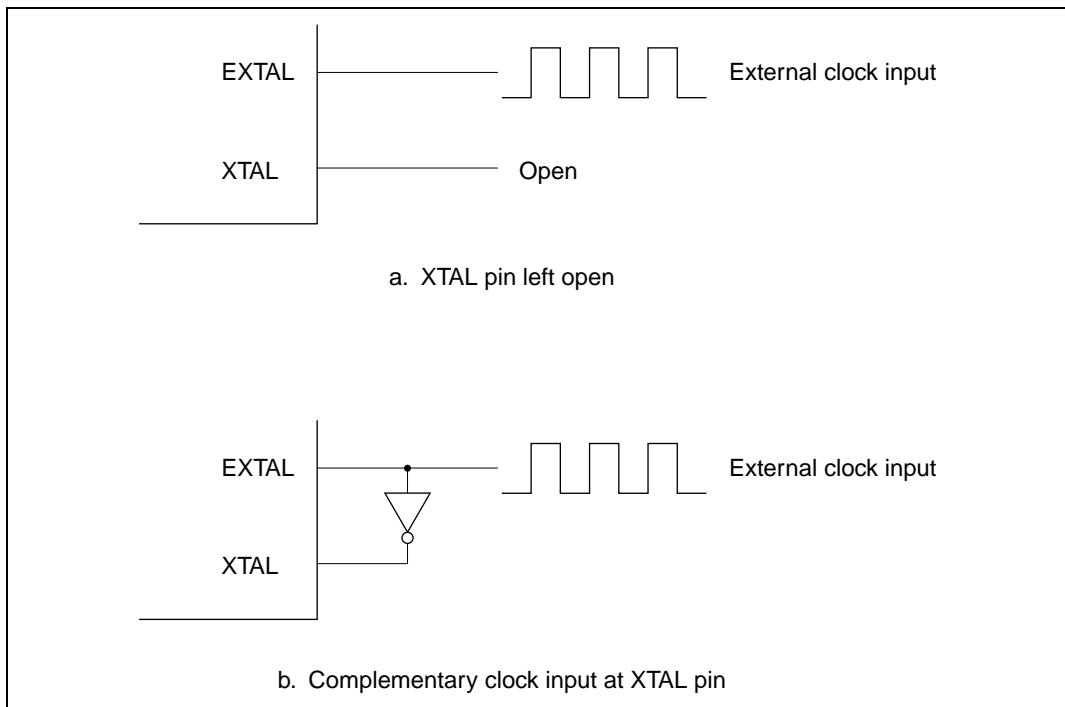 EXTAL External clock input
XTAL Open
a. XTAL pin left open
EXTAL External clock input
XTAL
b. Complementary clock input at XTAL pin